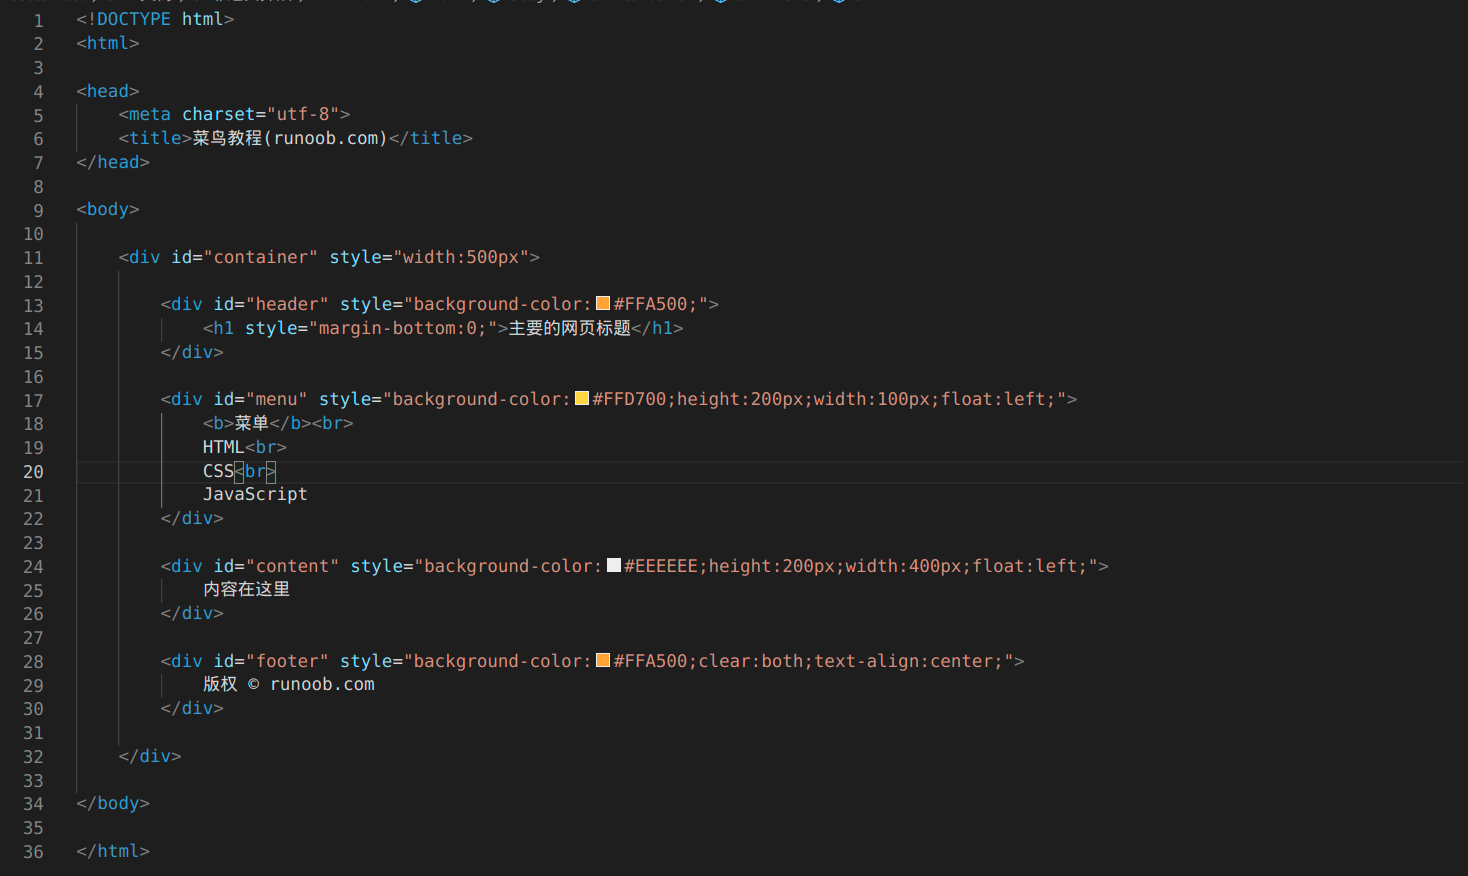 1 <!DOCTYPE html>
2 <html>
3
4 <head>
5 <meta charset="utf-8">
6 <title>菜鸟教程(runoob.com)</title>
7 </head>
8
9 <body>
10
11 <div id="container" style="width:500px">
12
13 <div id="header" style="background-color:#FFA500;">
14 <h1 style="margin-bottom:0;">主要的网页标题</h1>
15 </div>
16
17 <div id="menu" style="background-color:#FFD700;height:200px;width:100px;float:left;">
18 <b>菜单</b><br>
19 HTML<br>
20 CSS<br>
21 JavaScript
22 </div>
23
24 <div id="content" style="background-color:#EEEEEE;height:200px;width:400px;float:left;">
25 内容在这里
26 </div>
27
28 <div id="footer" style="background-color:#FFA500;clear:both;text-align:center;">
29 版权 © runoob.com
30 </div>
31
32 </div>
33
34 </body>
35
36 </html>